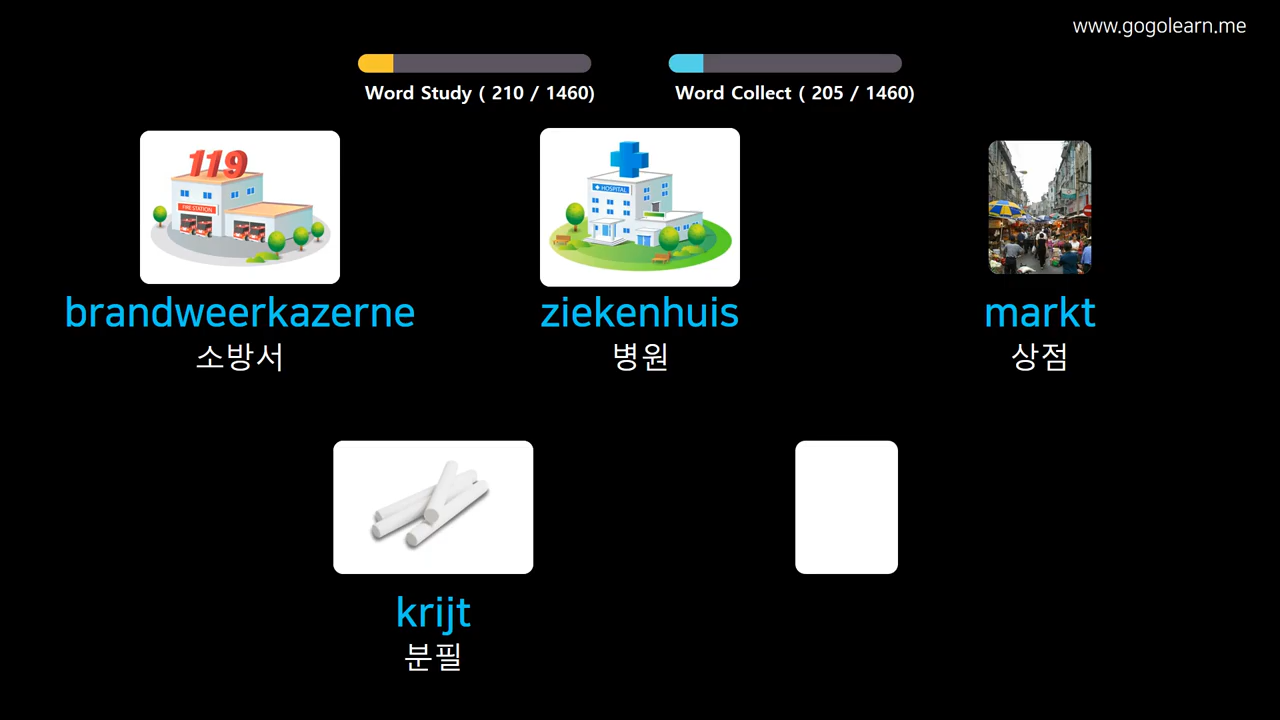 www.gogolearn.me
Word Study ( 210 / 1460)
Word Collect ( 205 / 1460)
119
FIRE STATION
HOSPITAL
brandweerkazerne
소방서
ziekenhuis
병원
markt
상점
krijt
분필